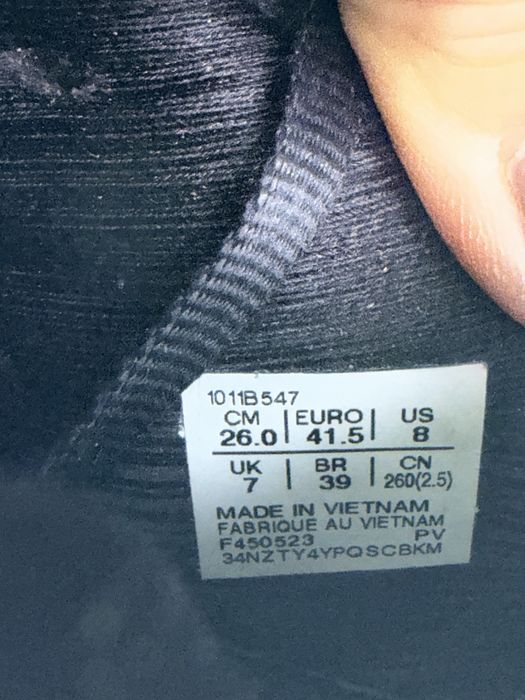 1011B547
CM | EURO | US
26.0 | 41.5 | 8
UK | BR | CN
7 | 39 | 260(2.5)
MADE IN VIETNAM
FABRIQUE AU VIETNAM
F450523 PV
34NZTY4YPQSCBKM